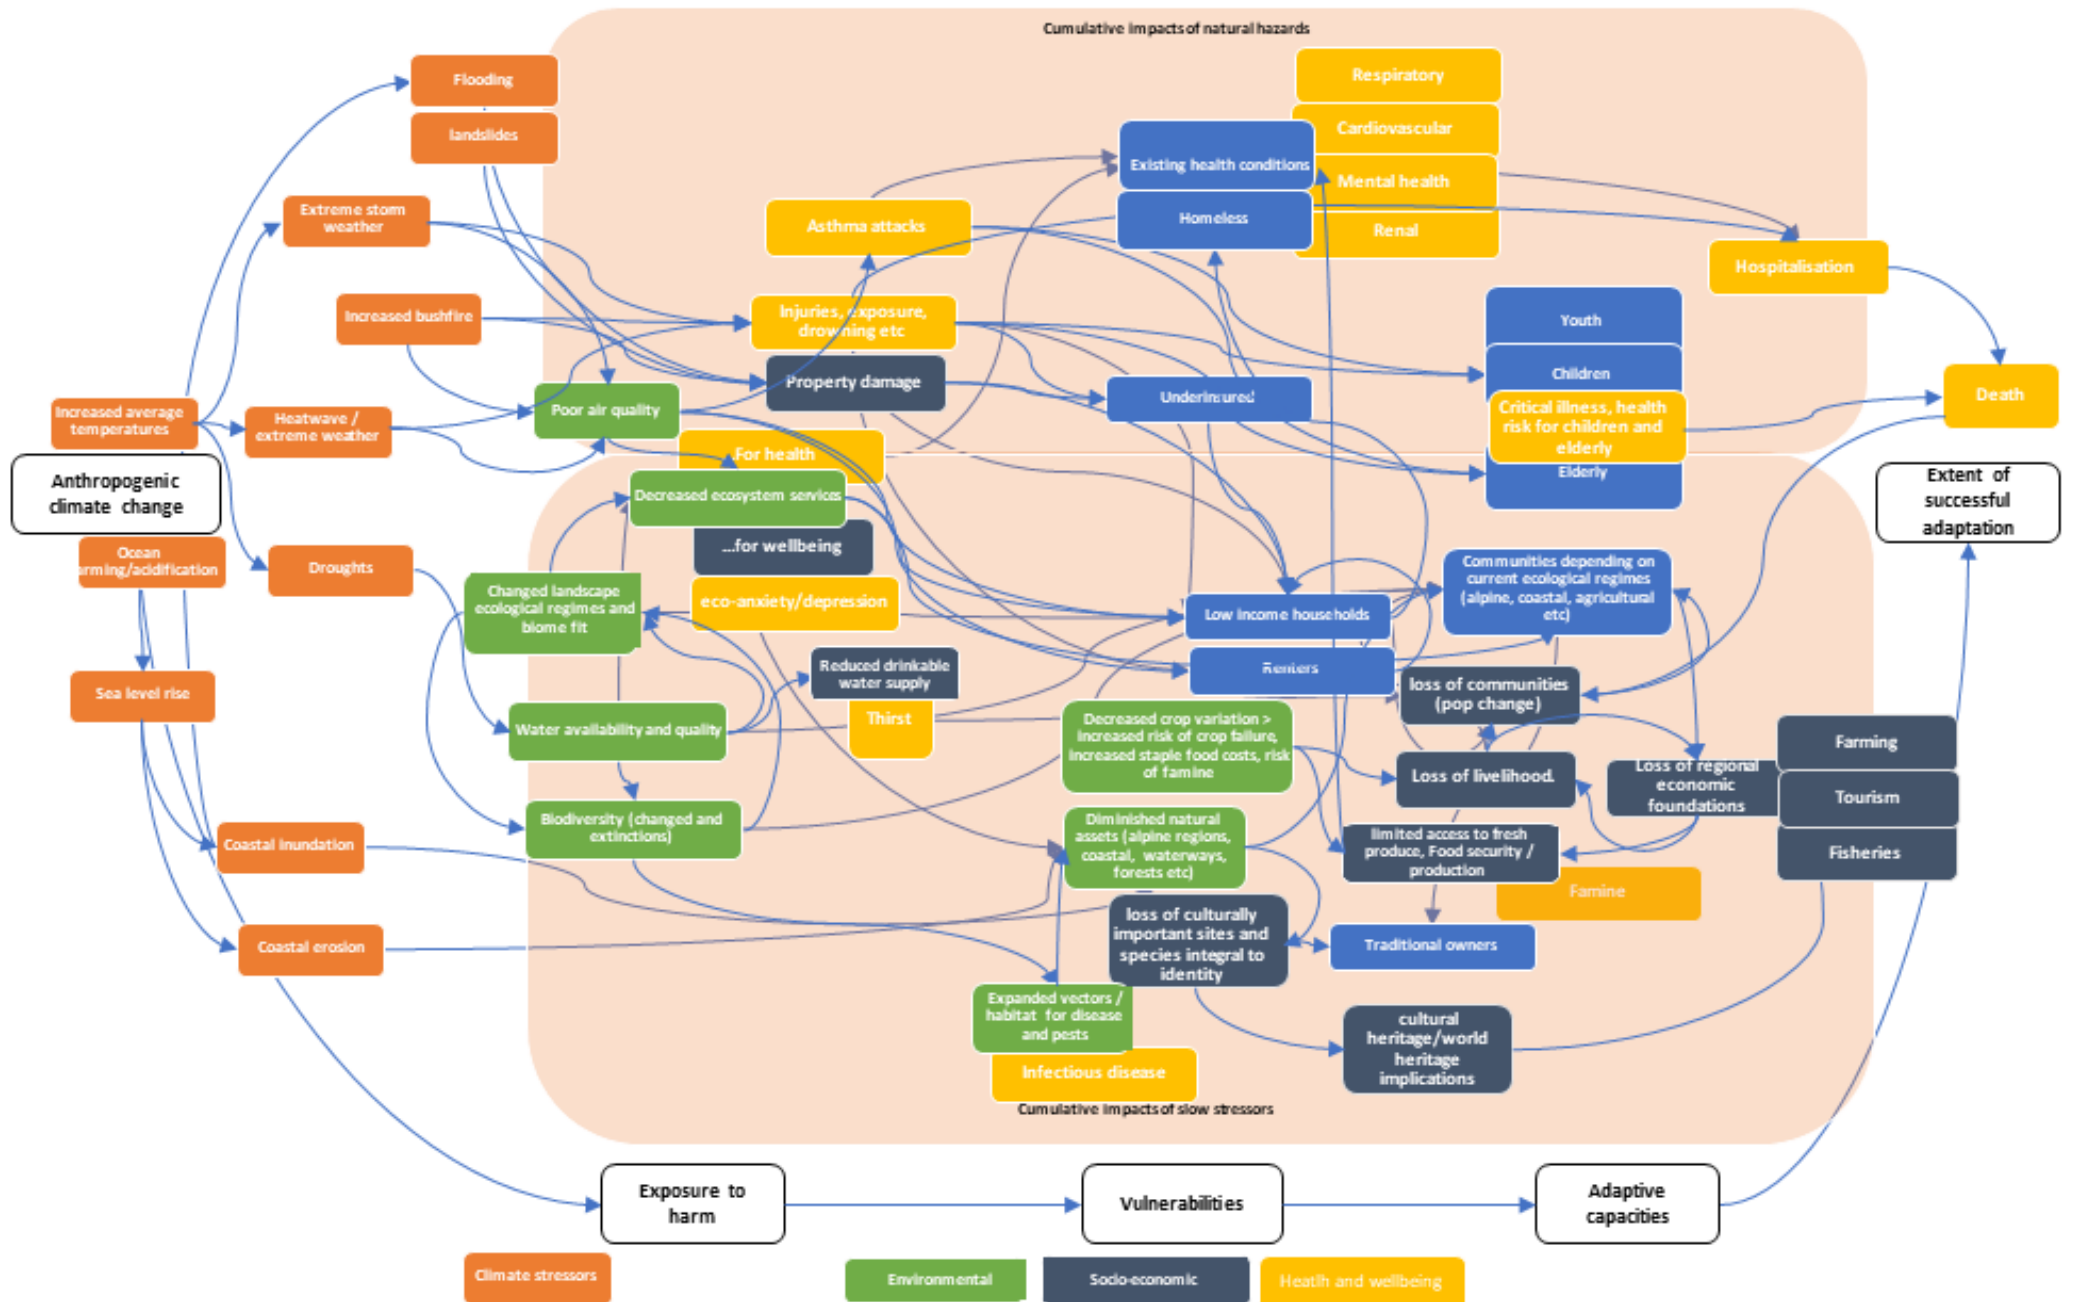 Cumulative impacts of natural hazards
Flooding
landslides
Respiratory
Cardiovascular
Existing health conditions
Mental health
Extreme storm
weather
Homeless
Asthma attacks
Renal
Hospitalisation
Increased bushfire
Injuries, exposure,
drowning etc
Youth
Property damage
Children
Underinsured
Death
Increased average
temperatures
Heatwave /
extreme weather
Poor air quality
Critical illness, health
risk for children and
elderly
Elderly
For health
Anthropogenic
climate change
Decreased ecosystem services
Extent of
successful
adaptation
...for wellbeing
Ocean
arming/acidification
Droughts
Changed landscape
ecological regimes and
biome fit
eco-anxiety/depression
Low income households
Communities depending on
current ecological regimes
(alpine, coastal, agricultural
etc)
Reduced drinkable
water supply
Renters
Sea level rise
loss of communities
(pop change)
Thirst
Water availability and quality
Decreased crop variation >
increased risk of crop failure,
increased staple food costs, risk
of famine
Loss of livelihood.
Loss of regional
economic
foundations
Farming
Tourism
Fisheries
Biodiversity (changed and
extinctions)
Coastal inundation
Diminished natural
assets (alpine regions,
coastal, waterways,
forests etc)
limited access to fresh
produce, Food security /
production
Famine
loss of culturally
important sites and
species integral to
identity
Coastal erosion
Traditional owners
Expanded vectors /
habitat for disease
and pests
cultural
heritage/world
heritage
implications
Infectious disease
Cumulative impacts of slow stressors
Exposure to
harm
Vulnerabilities
Adaptive
capacities
Climate stressors
Environmental
Socio-economic
Heatlh and wellbeing